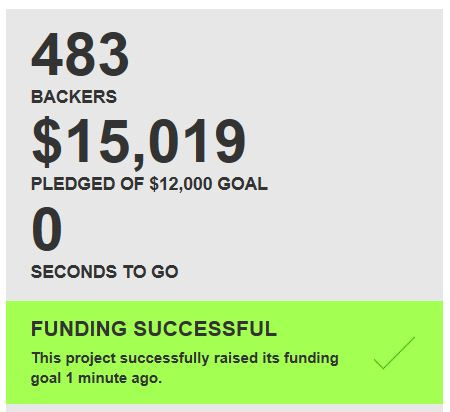 483
BACKERS
$15,019
PLEDGED OF $12,000 GOAL
0
SECONDS TO GO
FUNDING SUCCESSFUL
This project successfully raised its funding
goal 1 minute ago.